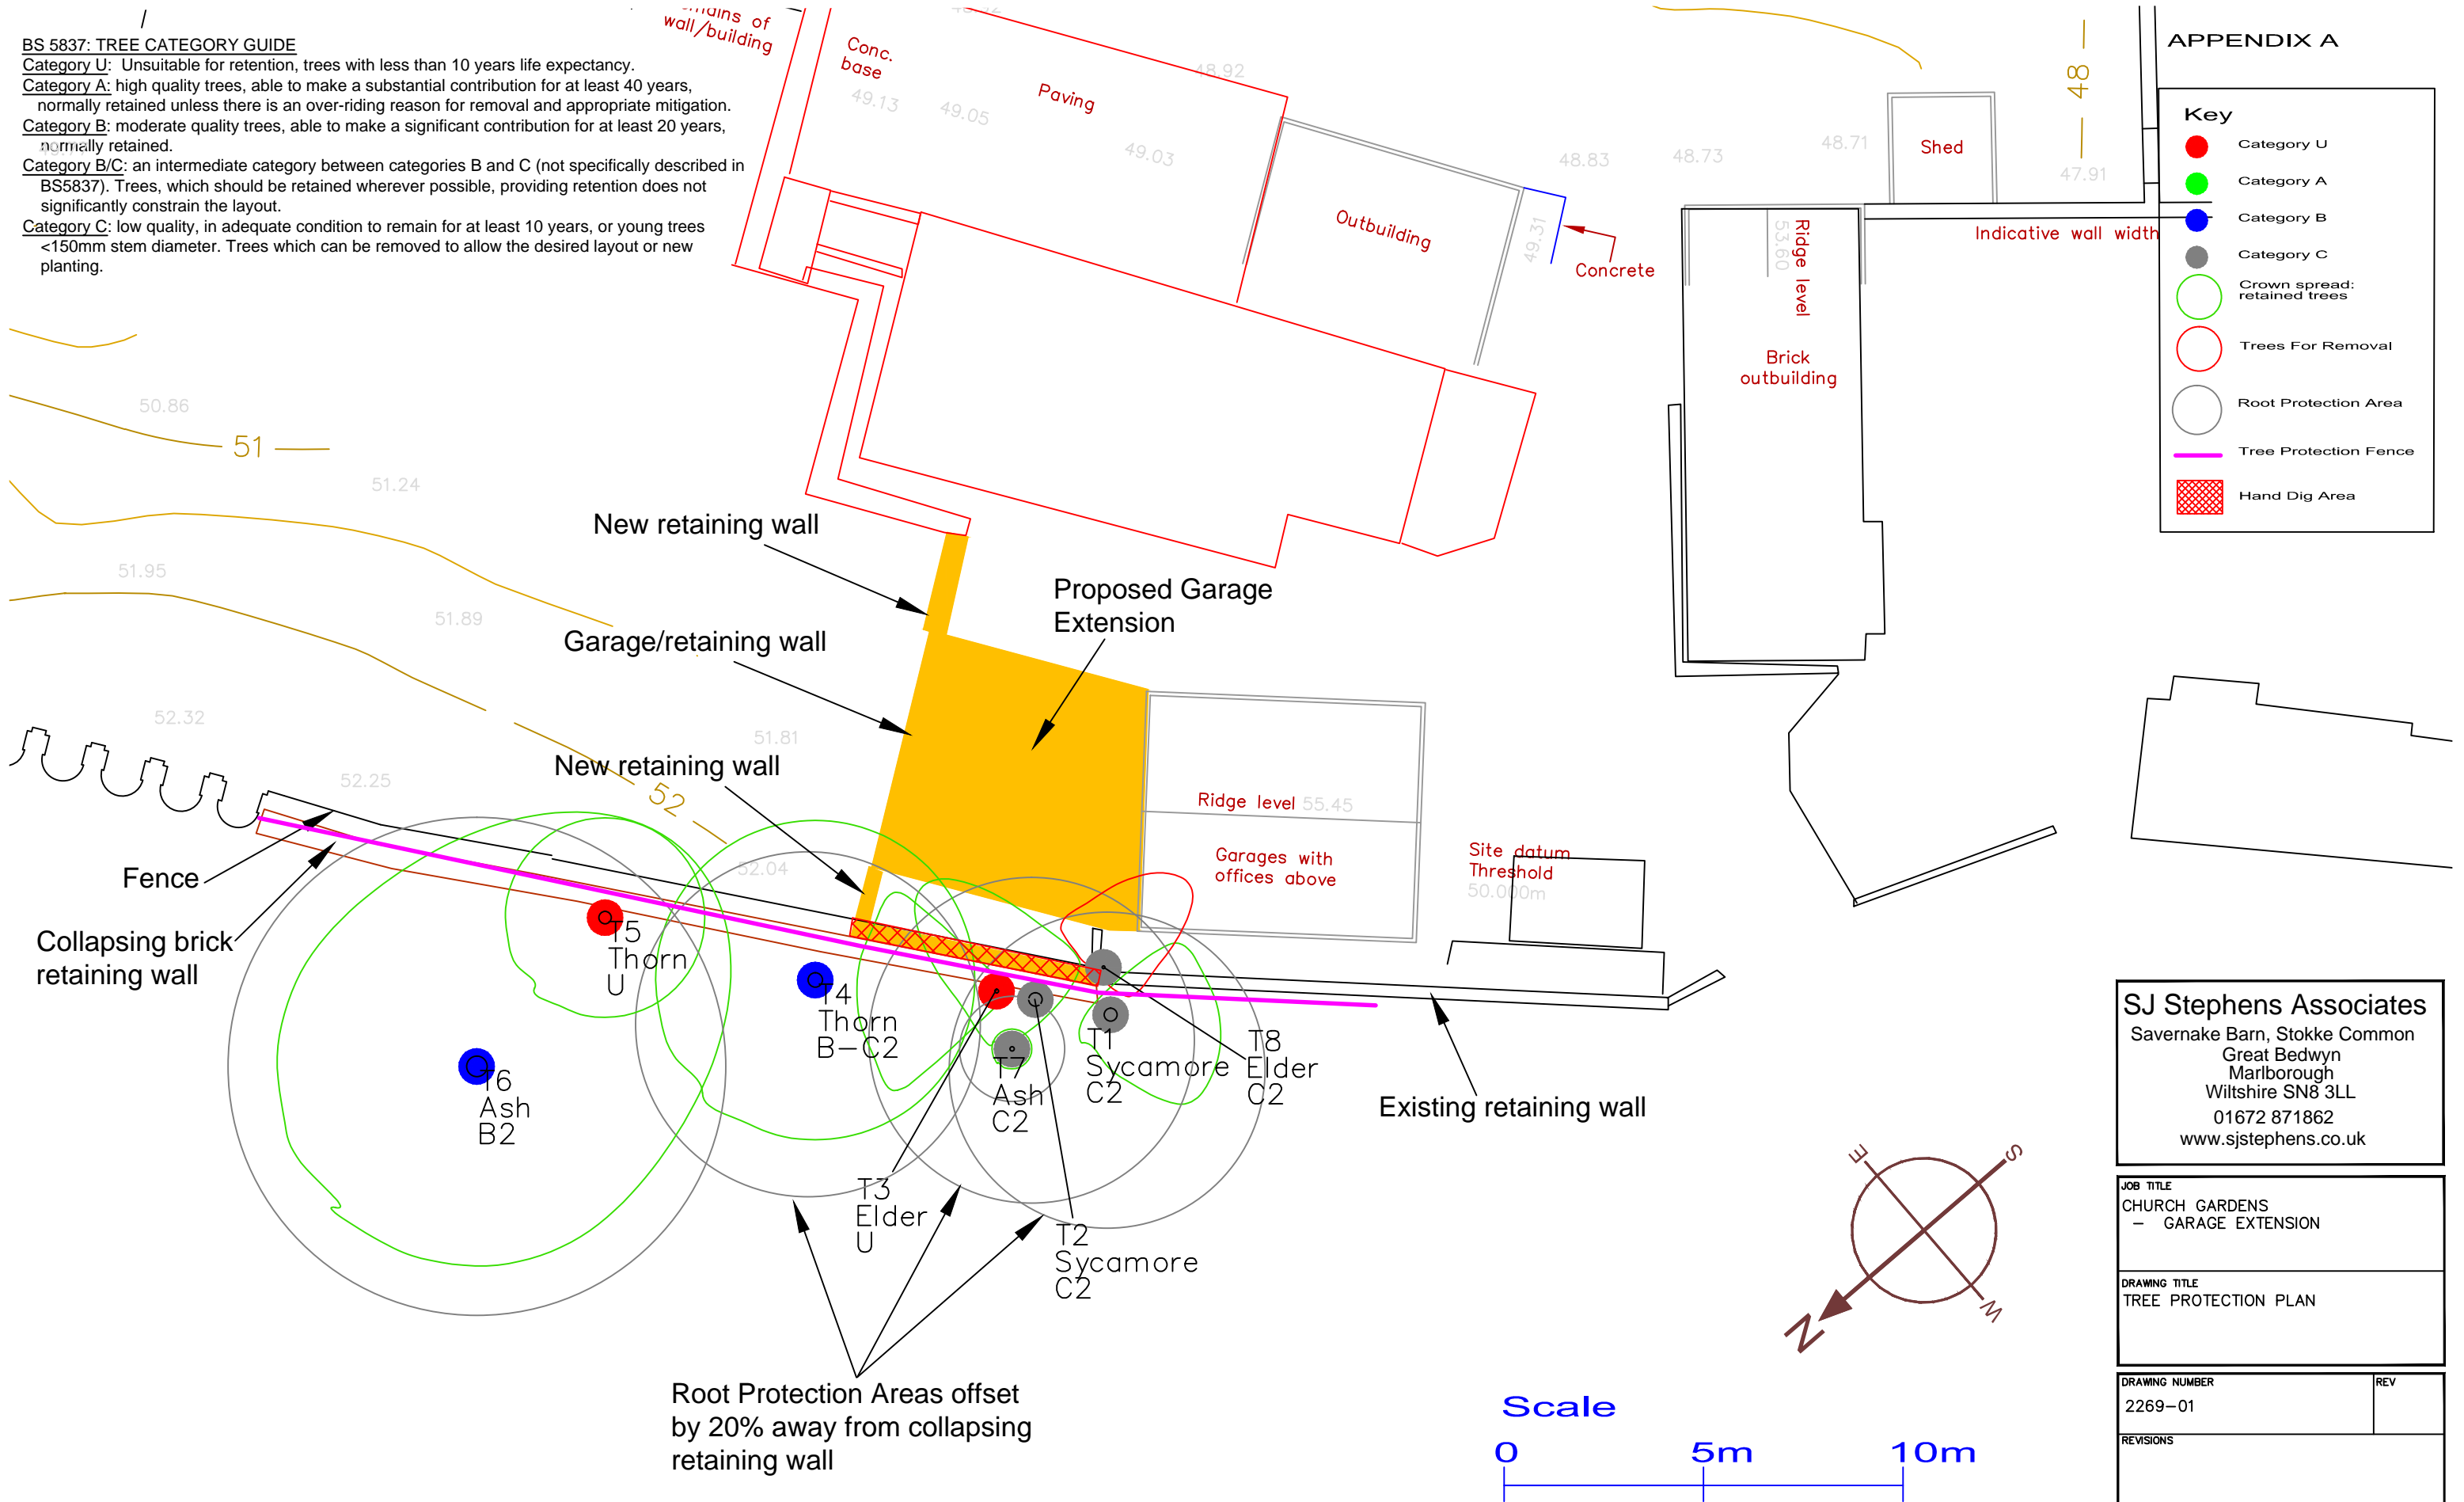 BS 5837: TREE CATEGORY GUIDE
Category U: Unsuitable for retention, trees with less than 10 years life expectancy.
Category A: high quality trees, able to make a substantial contribution for at least 40 years,
normally retained unless there is an over-riding reason for removal and appropriate mitigation.
Category B: moderate quality trees, able to make a significant contribution for at least 20 years,
normally retained.
Category B/C: an intermediate category between categories B and C (not specifically described in
BS5837). Trees, which should be retained wherever possible, providing retention does not
significantly constrain the layout.
Category C: low quality, in adequate condition to remain for at least 10 years, or young trees
<150mm stem diameter. Trees which can be removed to allow the desired layout or new
planting.
wall/building
Conc.
base
49.13
49.05
Paving
49.03
48.92
Outbuilding
49.31
Concrete
48.83
48.73
48.71
Shed
48
47.91
Indicative wall width
Ridge level
53.60
Brick
outbuilding
APPENDIX A
Key
Category U
Category A
Category B
Category C
Crown spread:
retained trees
Trees For Removal
Root Protection Area
Tree Protection Fence
Hand Dig Area
50.86
51
51.24
51.95
51.89
52.32
52.25
51.81
52
52.04
New retaining wall
Garage/retaining wall
New retaining wall
Proposed Garage
Extension
Ridge level 55.45
Garages with
offices above
Site datum
Threshold
50.000m
Fence
Collapsing brick
retaining wall
T5
Thorn
U
T4
Thorn
B-C2
T6
Ash
B2
T7
Ash
C2
T1
Sycamore
C2
T8
Elder
C2
T3
Elder
U
T2
Sycamore
C2
Existing retaining wall
Root Protection Areas offset
by 20% away from collapsing
retaining wall
E
S
W
N
Scale
0 5m 10m
SJ Stephens Associates
Savernake Barn, Stokke Common
Great Bedwyn
Marlborough
Wiltshire SN8 3LL
01672 871862
www.sjstephens.co.uk
JOB TITLE
CHURCH GARDENS
- GARAGE EXTENSION
DRAWING TITLE
TREE PROTECTION PLAN
DRAWING NUMBER
REV
2269-01
REVISIONS